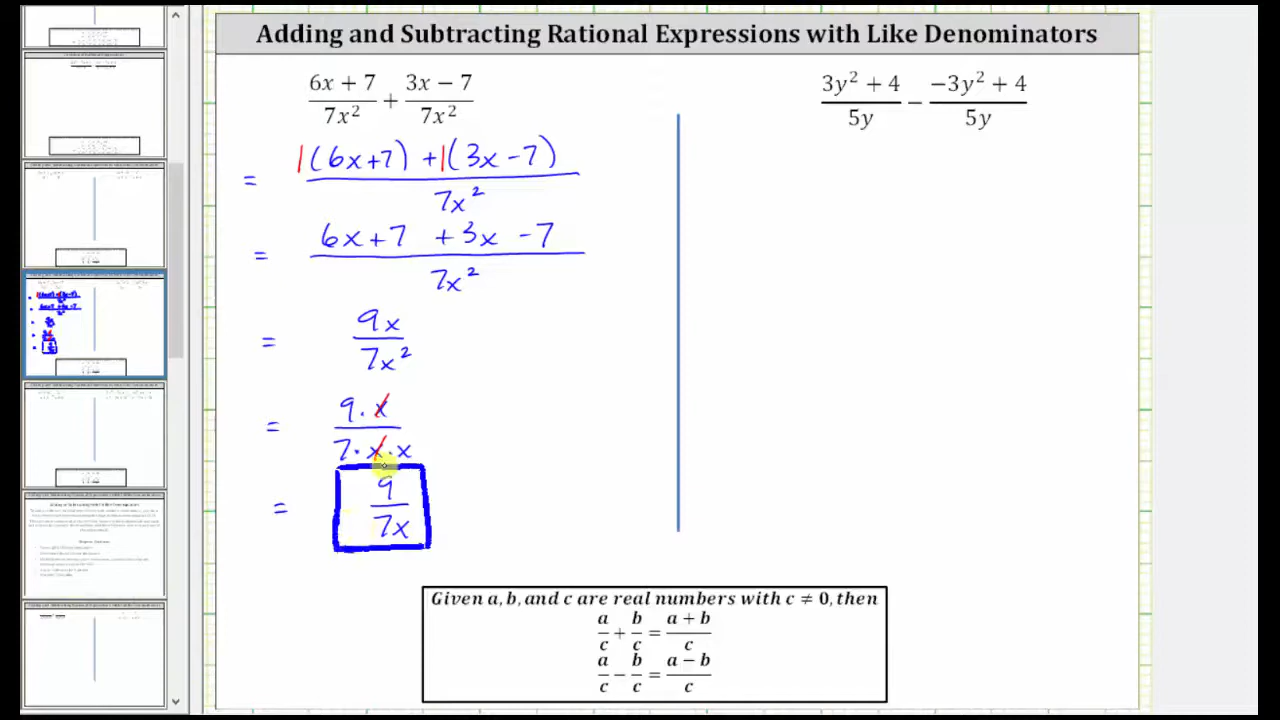 Adding and Subtracting Rational Expressions with Like Denominators
(6x + 7)/(7x²) + (3x − 7)/(7x²)
= (1(6x+7) + 1(3x − 7))/(7x²)
= (6x+7 + 3x − 7)/(7x²)
= 9x/(7x²)
= (9 · x)/(7 · x · x)
= 9/(7x)
(3y² + 4)/(5y) − (−3y² + 4)/(5y)
Given a, b, and c are real numbers with c ≠ 0, then
a/c + b/c = (a + b)/c
a/c − b/c = (a − b)/c